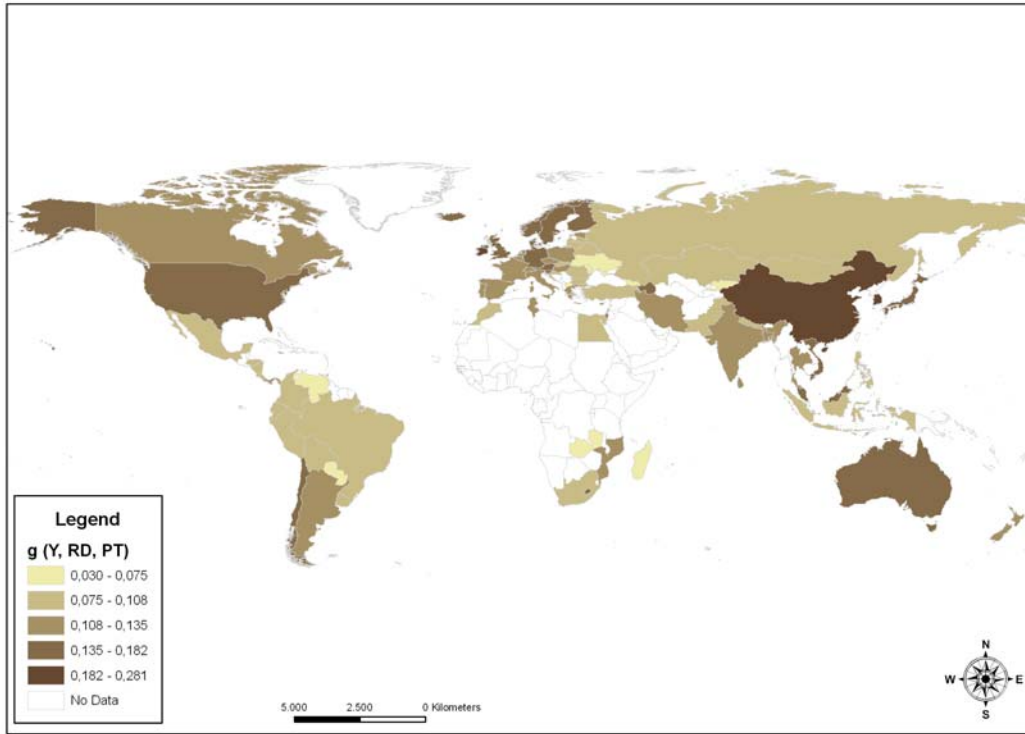 Legend
g (Y, RD, PT)
0,030 - 0,075
0,075 - 0,108
0,108 - 0,135
0,135 - 0,182
0,182 - 0,281
No Data
5.000 2.500 0 Kilometers
N
W E
S